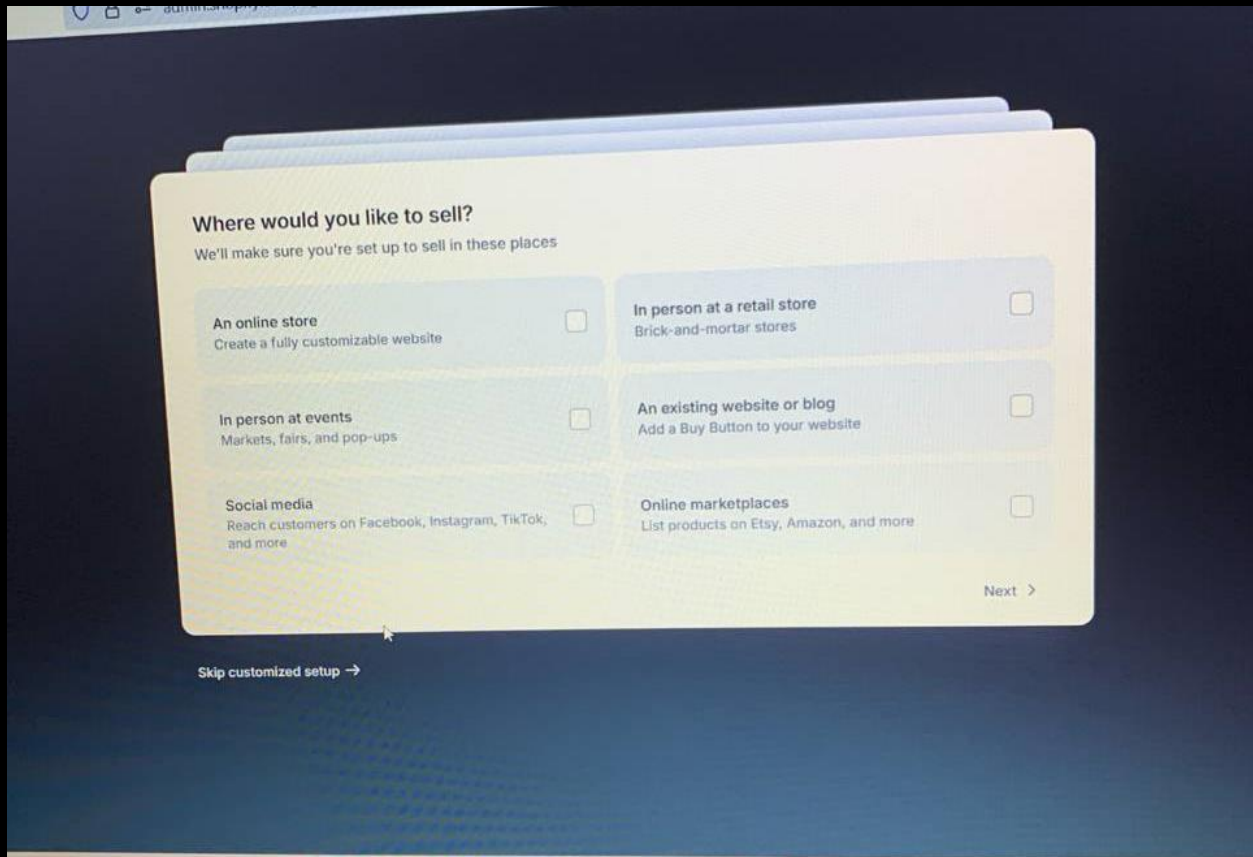 Where would you like to sell?
We'll make sure you're set up to sell in these places
An online store
Create a fully customizable website
In person at a retail store
Brick-and-mortar stores
In person at events
Markets, fairs, and pop-ups
An existing website or blog
Add a Buy Button to your website
Social media
Reach customers on Facebook, Instagram, TikTok,
and more
Online marketplaces
List products on Etsy, Amazon, and more
Next >
Skip customized setup →